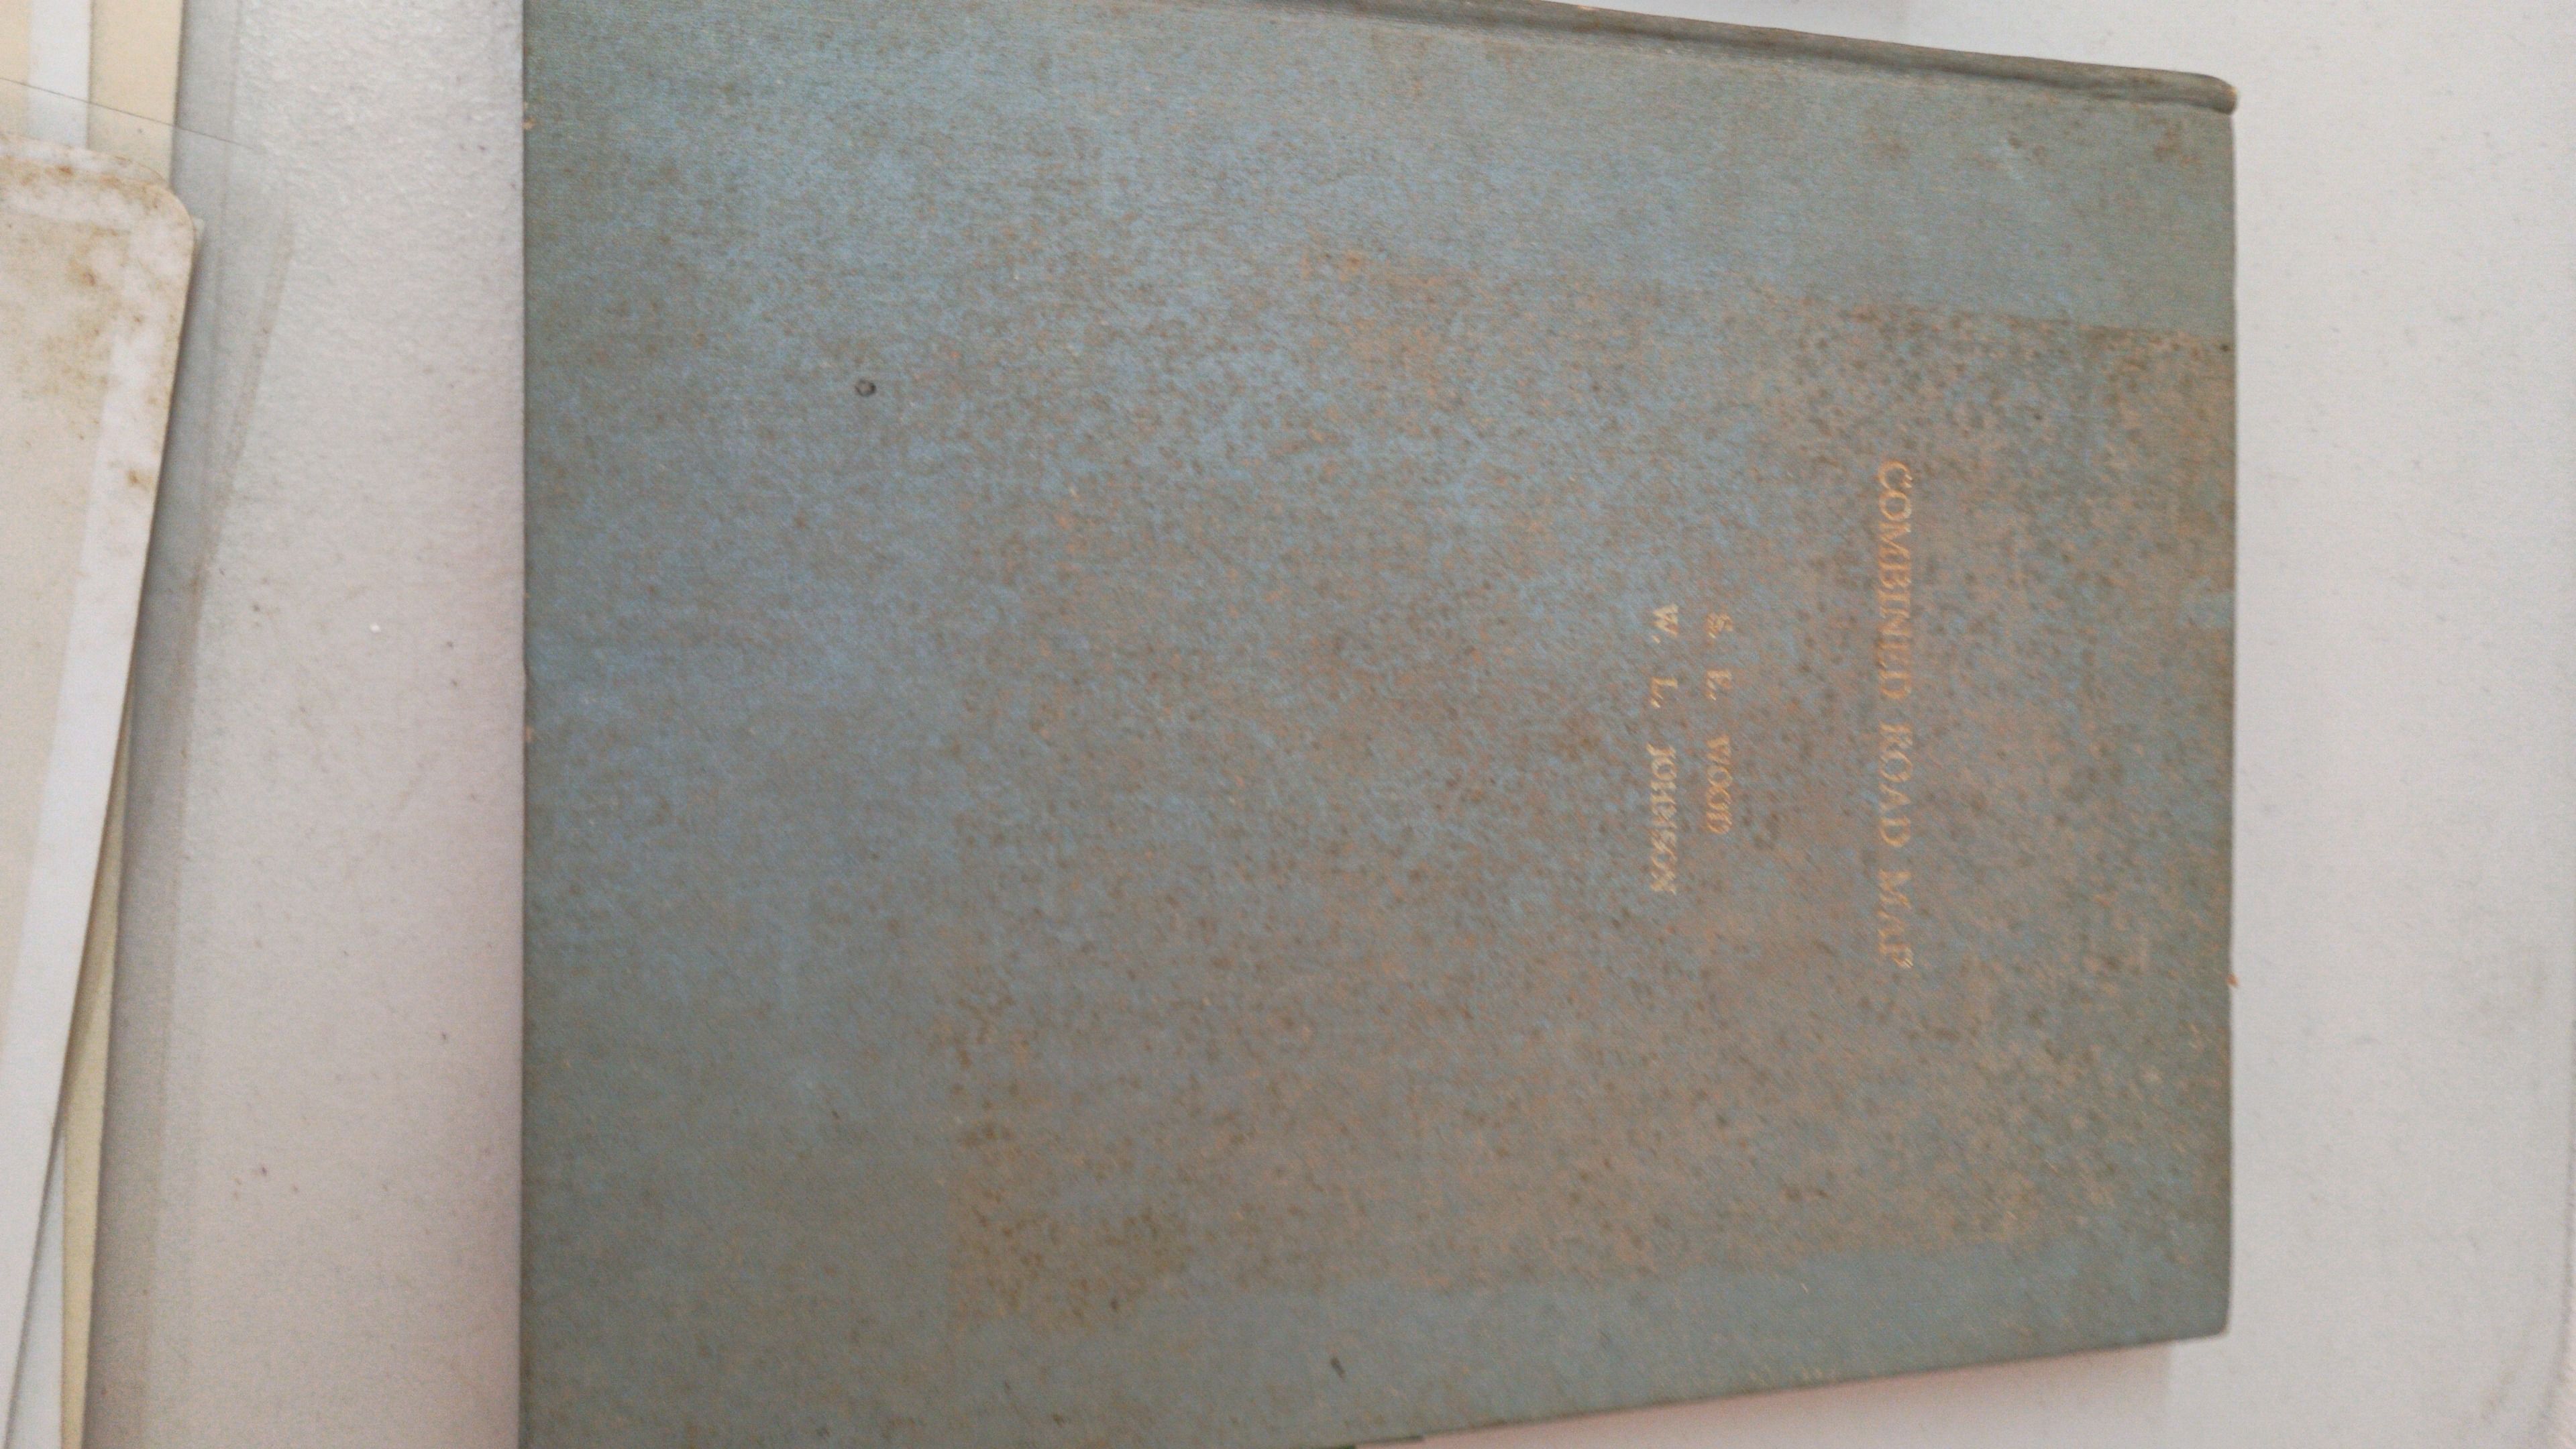 COMBINED ROAD MAP
S. E. WOOD
W. L. JOHNSON